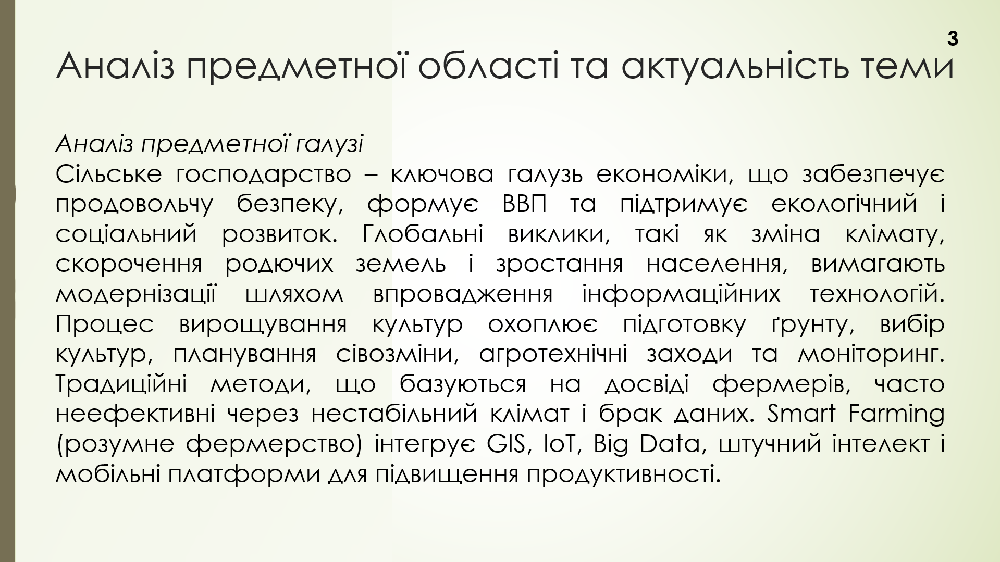 3
Аналіз предметної області та актуальність теми
Аналіз предметної галузі
Сільське господарство – ключова галузь економіки, що забезпечує
продовольчу безпеку, формує ВВП та підтримує екологічний і
соціальний розвиток. Глобальні виклики, такі як зміна клімату,
скорочення родючих земель і зростання населення, вимагають
модернізації шляхом впровадження інформаційних технологій.
Процес вирощування культур охоплює підготовку ґрунту, вибір
культур, планування сівозміни, агротехнічні заходи та моніторинг.
Традиційні методи, що базуються на досвіді фермерів, часто
неефективні через нестабільний клімат і брак даних. Smart Farming
(розумне фермерство) інтегрує GIS, IoT, Big Data, штучний інтелект і
мобільні платформи для підвищення продуктивності.